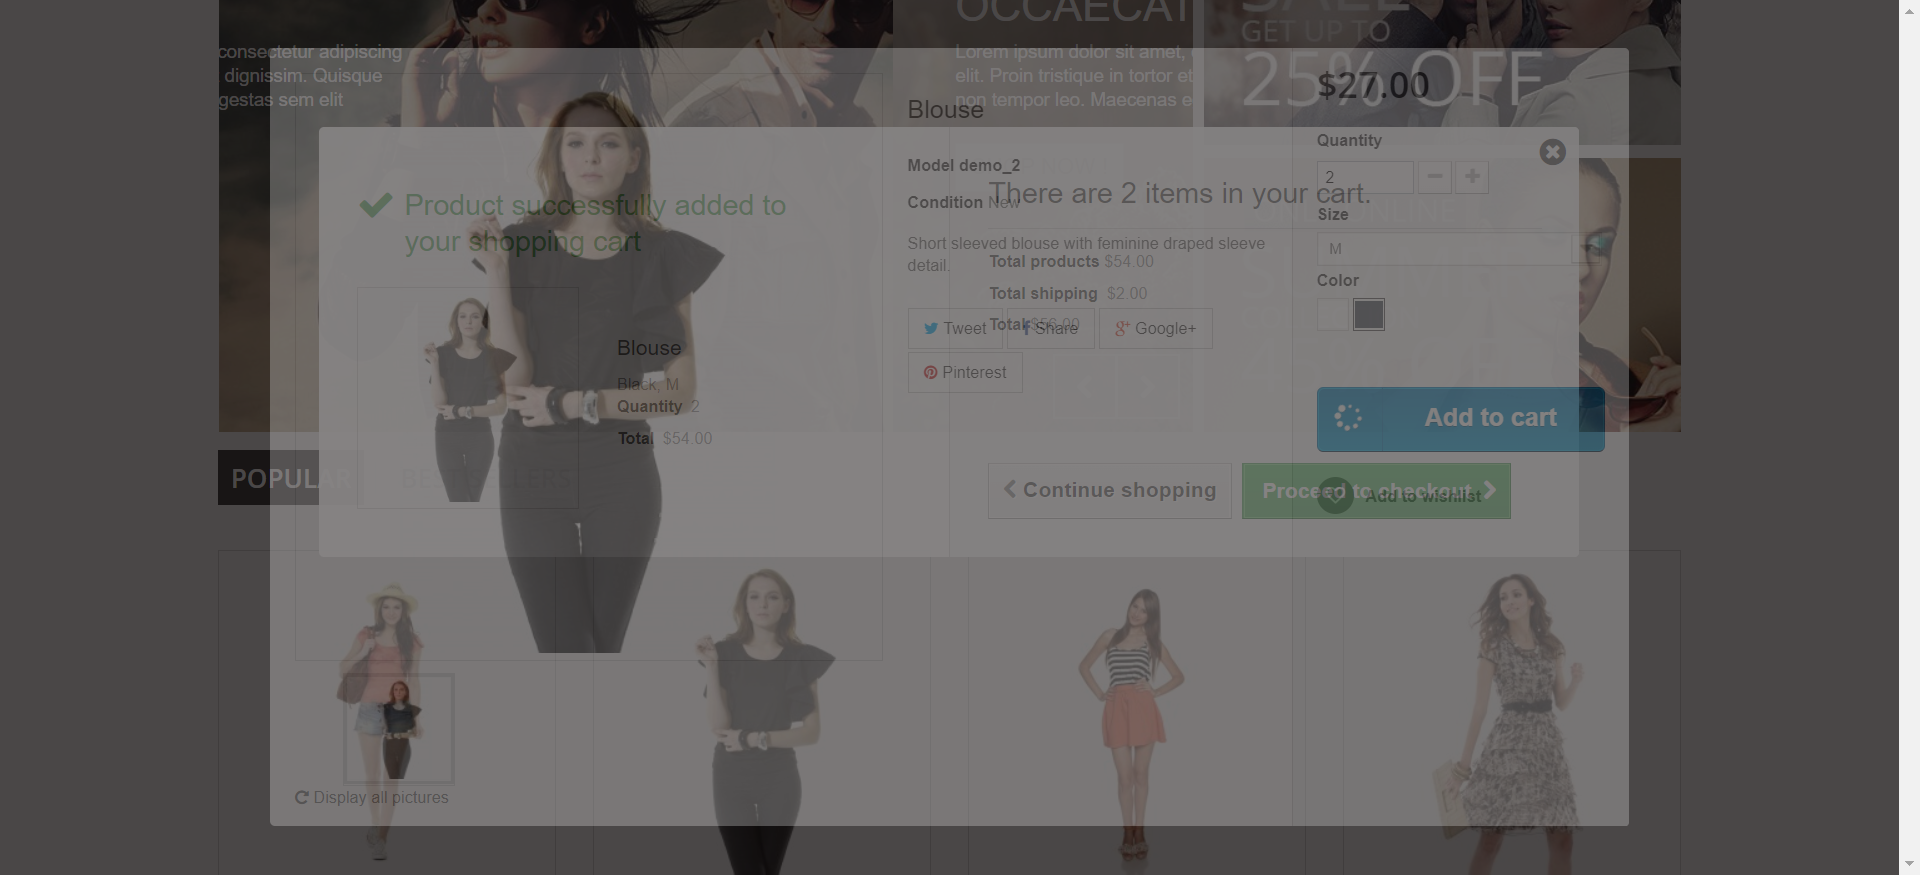 OCCAECAT
SALE
GET UP TO
25% OFF
consectetur adipiscing
dignissim. Quisque
gestas sem elit
Lorem ipsum dolor sit amet,
elit. Proin tristique in tortor et
non tempor leo. Maecenas e
$27.00
Blouse
Quantity
2
Model demo_2
Condition New
Short sleeved blouse with feminine draped sleeve
detail.
Size
M
Color
Tweet
Share
Google+
Pinterest
Add to cart
Add to wishlist
Display all pictures
Product successfully added to
your shopping cart
Blouse
Black, M
Quantity 2
Total $54.00
There are 2 items in your cart.
Total products $54.00
Total shipping $2.00
Total $56.00
Continue shopping
Proceed to checkout
ONLINE
SUMMER
45% OFF
POPULAR
BESTSELLERS